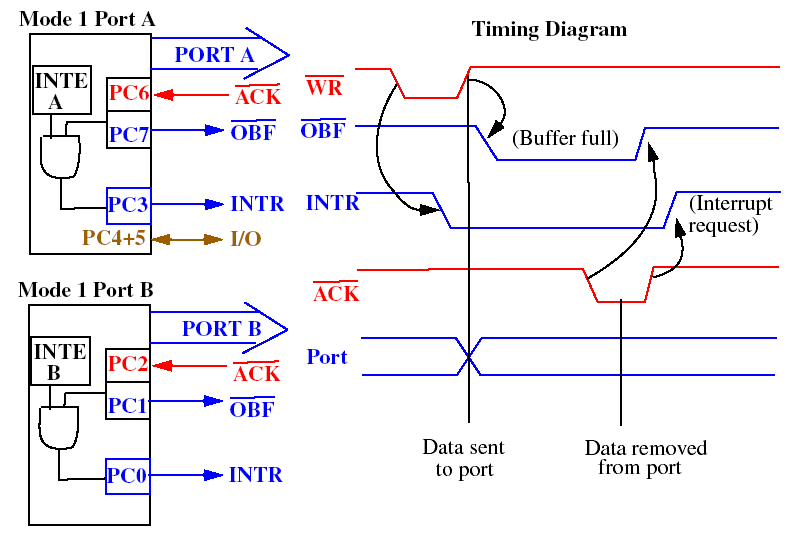 Mode 1 Port A
PORT A
INTE
A
PC6
ACK
PC7
OBF
PC3
INTR
PC4+5
I/O
Mode 1 Port B
PORT B
INTE
B
PC2
ACK
PC1
OBF
PC0
INTR
Timing Diagram
WR
OBF
(Buffer full)
INTR
(Interrupt
request)
ACK
Port
Data sent
to port
Data removed
from port